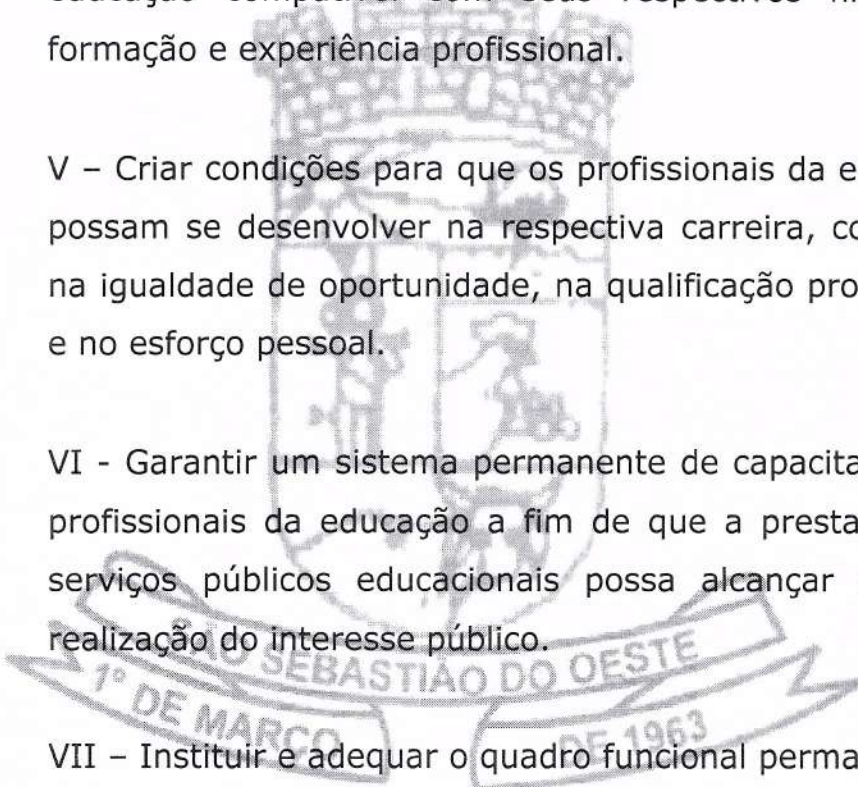 formação e experiência profissional.
V – Criar condições para que os profissionais da e
possam se desenvolver na respectiva carreira, co
na igualdade de oportunidade, na qualificação pro
e no esforço pessoal.
VI - Garantir um sistema permanente de capacita
profissionais da educação a fim de que a presta
serviços públicos educacionais possa alcançar
realização do interesse público.
SÃO SEBASTIÃO DO OESTE
1° DE MARÇO DE 1963
VII – Instituir e adequar o quadro funcional perma